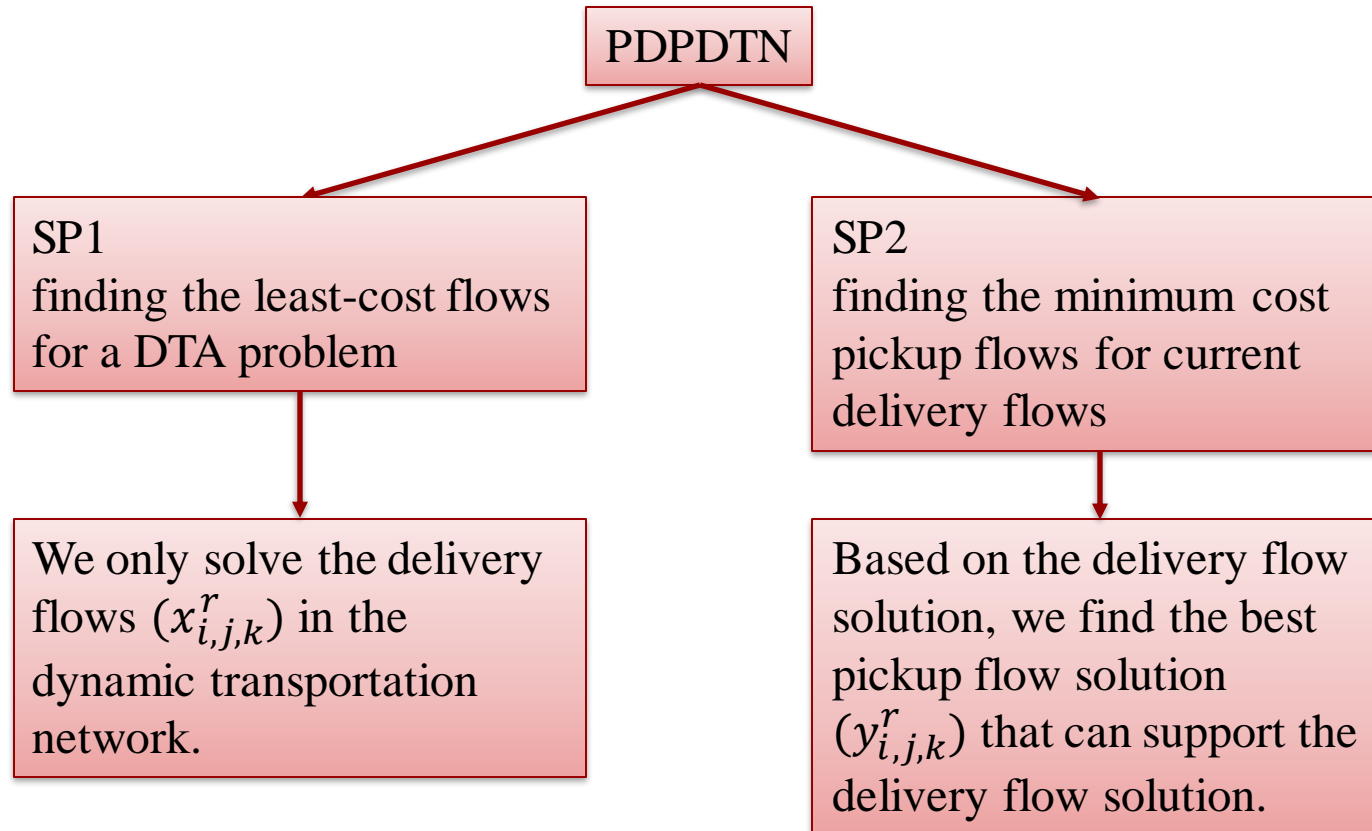 PDPDTN
SP1
finding the least-cost flows
for a DTA problem
SP2
finding the minimum cost
pickup flows for current
delivery flows
We only solve the delivery
flows (x^r_{i,j,k}) in the
dynamic transportation
network.
Based on the delivery flow
solution, we find the best
pickup flow solution
(y^r_{i,j,k}) that can support the
delivery flow solution.